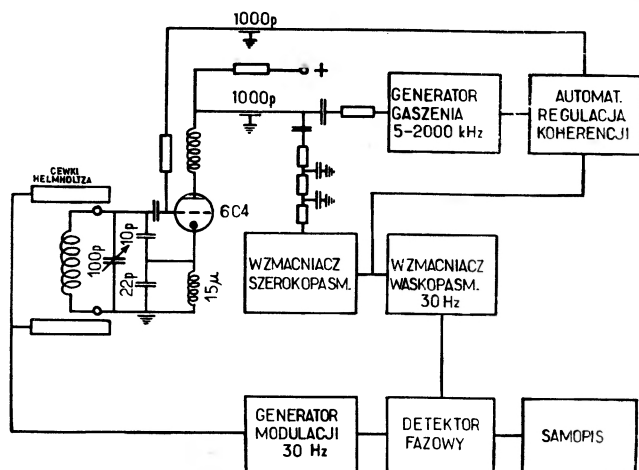 1000p
+
1000p
GENERATOR
GASZENIA
5-2000 kHz
AUTOMAT.
REGULACJA
KOHERENCJI
CEWKI
HELMHOLTZA
6C4
100p
10p
22p
15µ
WZMACNIACZ
SZEROKOPASM.
WZMACNIACZ
WASKOPASM.
30 Hz
GENERATOR
MODULACJI
30 Hz
DETEKTOR
FAZOWY
SAMOPIS